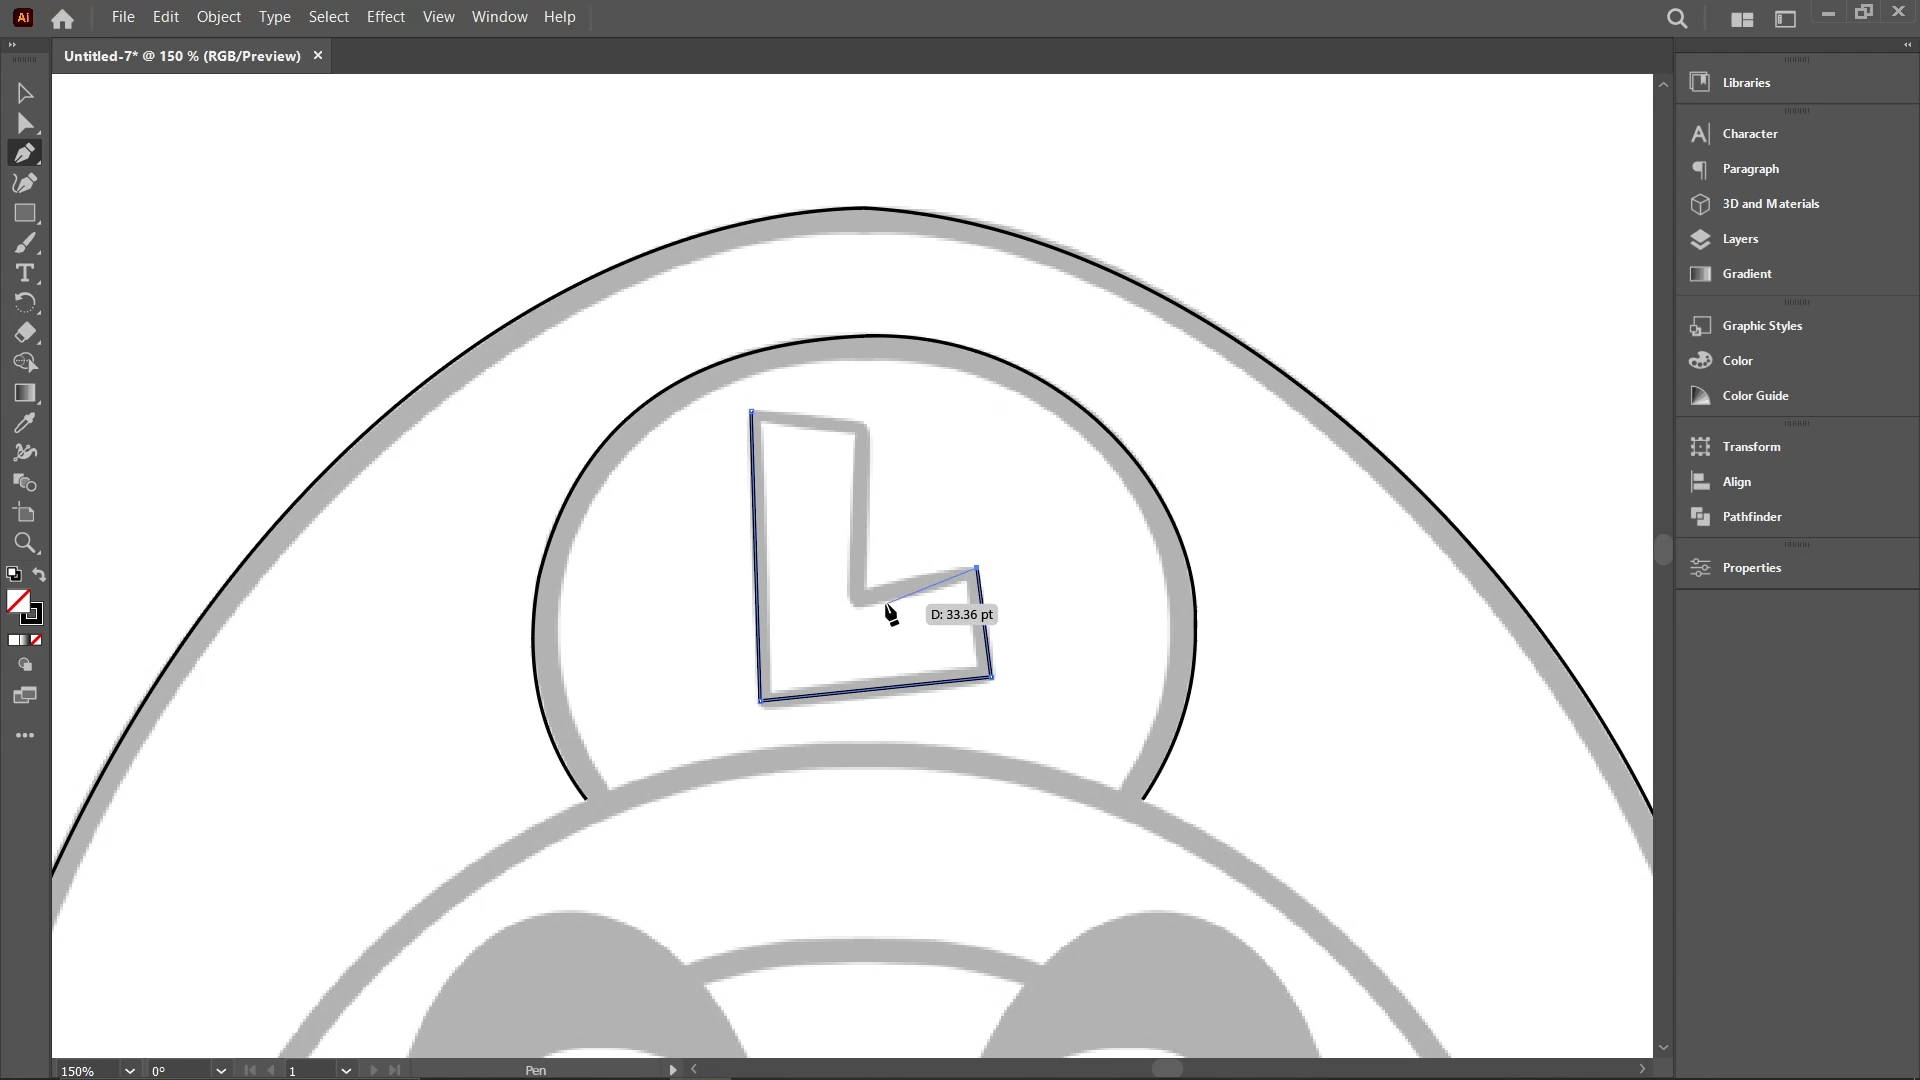 Ai File Edit Object Type Select Effect View Window Help
Untitled-7* @ 150 % (RGB/Preview) ×
Libraries
Character
Paragraph
3D and Materials
Layers
Gradient
Graphic Styles
Color
Color Guide
Transform
Align
Pathfinder
Properties
D: 33.36 pt
L
150% 0° 1 Pen